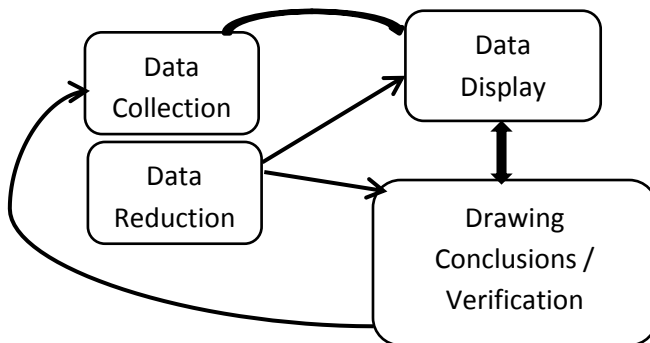 Data
Collection
Data
Display
Data
Reduction
Drawing
Conclusions /
Verification